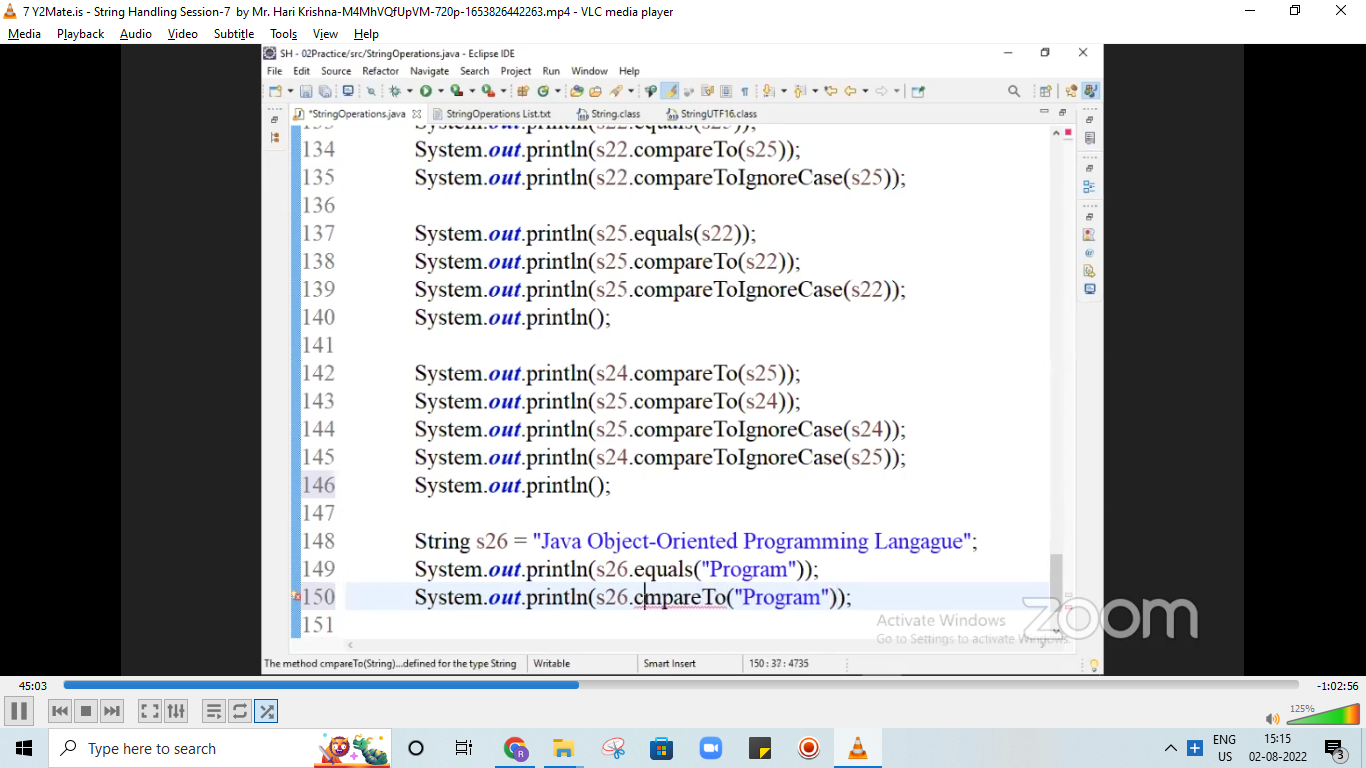 7 Y2Mate.is - String Handling Session-7 by Mr. Hari Krishna-M4MhVQfUpVM-720p-1653826442263.mp4 - VLC media player
Media Playback Audio Video Subtitle Tools View Help
SH - 02Practice/src/StringOperations.java - Eclipse IDE
File Edit Source Refactor Navigate Search Project Run Window Help
*StringOperations.java StringOperations List.txt String.class StringUTF16.class
134 System.out.println(s22.compareTo(s25));
135 System.out.println(s22.compareToIgnoreCase(s25));
136
137 System.out.println(s25.equals(s22));
138 System.out.println(s25.compareTo(s22));
139 System.out.println(s25.compareToIgnoreCase(s22));
140 System.out.println();
141
142 System.out.println(s24.compareTo(s25));
143 System.out.println(s25.compareTo(s24));
144 System.out.println(s25.compareToIgnoreCase(s24));
145 System.out.println(s24.compareToIgnoreCase(s25));
146 System.out.println();
147
148 String s26 = "Java Object-Oriented Programming Langague";
149 System.out.println(s26.equals("Program"));
150 System.out.println(s26.cmpareTo("Program"));
151
Activate Windows
Go to Settings to activate Windows.
zoom
The method cmpareTo(String)...defined for the type String Writable Smart Insert 150 : 37 : 4735
45:03 -1:02:56
125%
Type here to search
ENG
US
15:15
02-08-2022
3